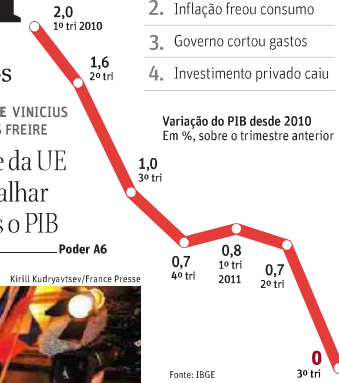 2. Inflação freou consumo
3. Governo cortou gastos
4. Investimento privado caiu
es
E VINICIUS
S FREIRE
e da UE
alhar
s o PIB
Poder A6
Kirill Kudryavtsev/France Presse
Variação do PIB desde 2010
Em %, sobre o trimestre anterior
2,0
1º tri 2010
1,6
2º tri
1,0
3º tri
0,7
4º tri
0,8
1º tri
2011
0,7
2º tri
0
3º tri
Fonte: IBGE